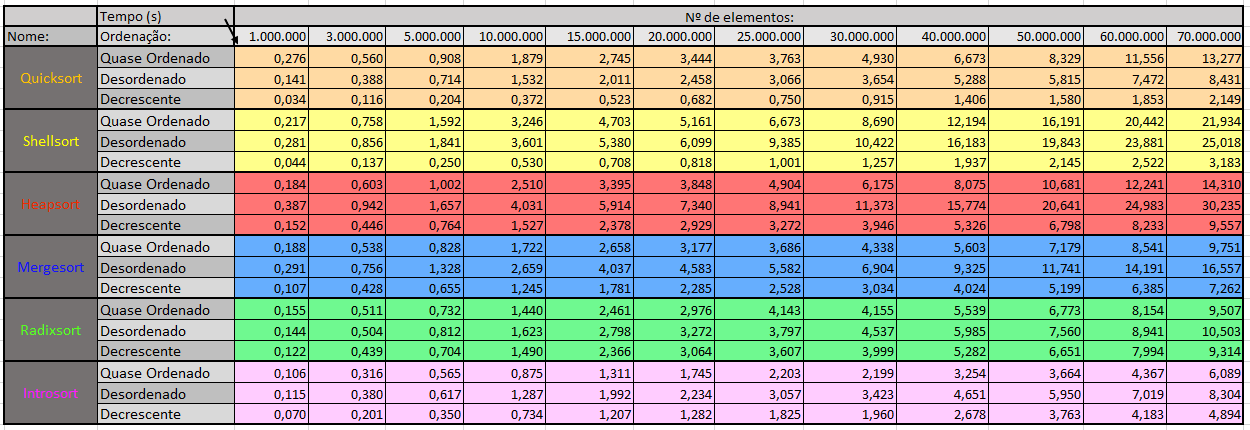 Tempo (s) Nº de elementos:
Nome: Ordenação: 1.000.000 3.000.000 5.000.000 10.000.000 15.000.000 20.000.000 25.000.000 30.000.000 40.000.000 50.000.000 60.000.000 70.000.000
Quase Ordenado 0,276 0,560 0,908 1,879 2,745 3,444 3,763 4,930 6,673 8,329 11,556 13,277
Quicksort Desordenado 0,141 0,388 0,714 1,532 2,011 2,458 3,066 3,654 5,288 5,815 7,472 8,431
Decrescente 0,034 0,116 0,204 0,372 0,523 0,682 0,750 0,915 1,406 1,580 1,853 2,149
Quase Ordenado 0,217 0,758 1,592 3,246 4,703 5,161 6,673 8,690 12,194 16,191 20,442 21,934
Shellsort Desordenado 0,281 0,856 1,841 3,601 5,380 6,099 9,385 10,422 16,183 19,843 23,881 25,018
Decrescente 0,044 0,137 0,250 0,530 0,708 0,818 1,001 1,257 1,937 2,145 2,522 3,183
Quase Ordenado 0,184 0,603 1,002 2,510 3,395 3,848 4,904 6,175 8,075 10,681 12,241 14,310
Heapsort Desordenado 0,387 0,942 1,657 4,031 5,914 7,340 8,941 11,373 15,774 20,641 24,983 30,235
Decrescente 0,152 0,446 0,764 1,527 2,378 2,929 3,272 3,946 5,326 6,798 8,233 9,557
Quase Ordenado 0,188 0,538 0,828 1,722 2,658 3,177 3,686 4,338 5,603 7,179 8,541 9,751
Mergesort Desordenado 0,291 0,756 1,328 2,659 4,037 4,583 5,582 6,904 9,325 11,741 14,191 16,557
Decrescente 0,107 0,428 0,655 1,245 1,781 2,285 2,528 3,034 4,024 5,199 6,385 7,262
Quase Ordenado 0,155 0,511 0,732 1,440 2,461 2,976 4,143 4,155 5,539 6,773 8,154 9,507
Radixsort Desordenado 0,144 0,504 0,812 1,623 2,798 3,272 3,797 4,537 5,985 7,560 8,941 10,503
Decrescente 0,122 0,439 0,704 1,490 2,366 3,064 3,607 3,999 5,282 6,651 7,994 9,314
Quase Ordenado 0,106 0,316 0,565 0,875 1,311 1,745 2,203 2,199 3,254 3,664 4,367 6,089
Introsort Desordenado 0,115 0,380 0,617 1,287 1,992 2,234 3,057 3,423 4,651 5,950 7,019 8,304
Decrescente 0,070 0,201 0,350 0,734 1,207 1,282 1,825 1,960 2,678 3,763 4,183 4,894